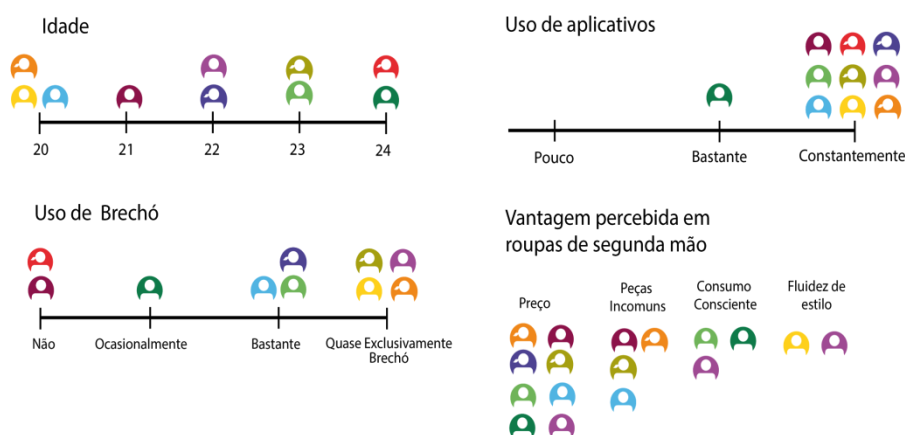 Idade
20 21 22 23 24
Uso de aplicativos
Pouco Bastante Constantemente
Uso de Brechó
Não Ocasionalmente Bastante Quase Exclusivamente
Brechó
Vantagem percebida em
roupas de segunda mão
Preço
Peças
Incomuns
Consumo
Consciente
Fluidez de
estilo